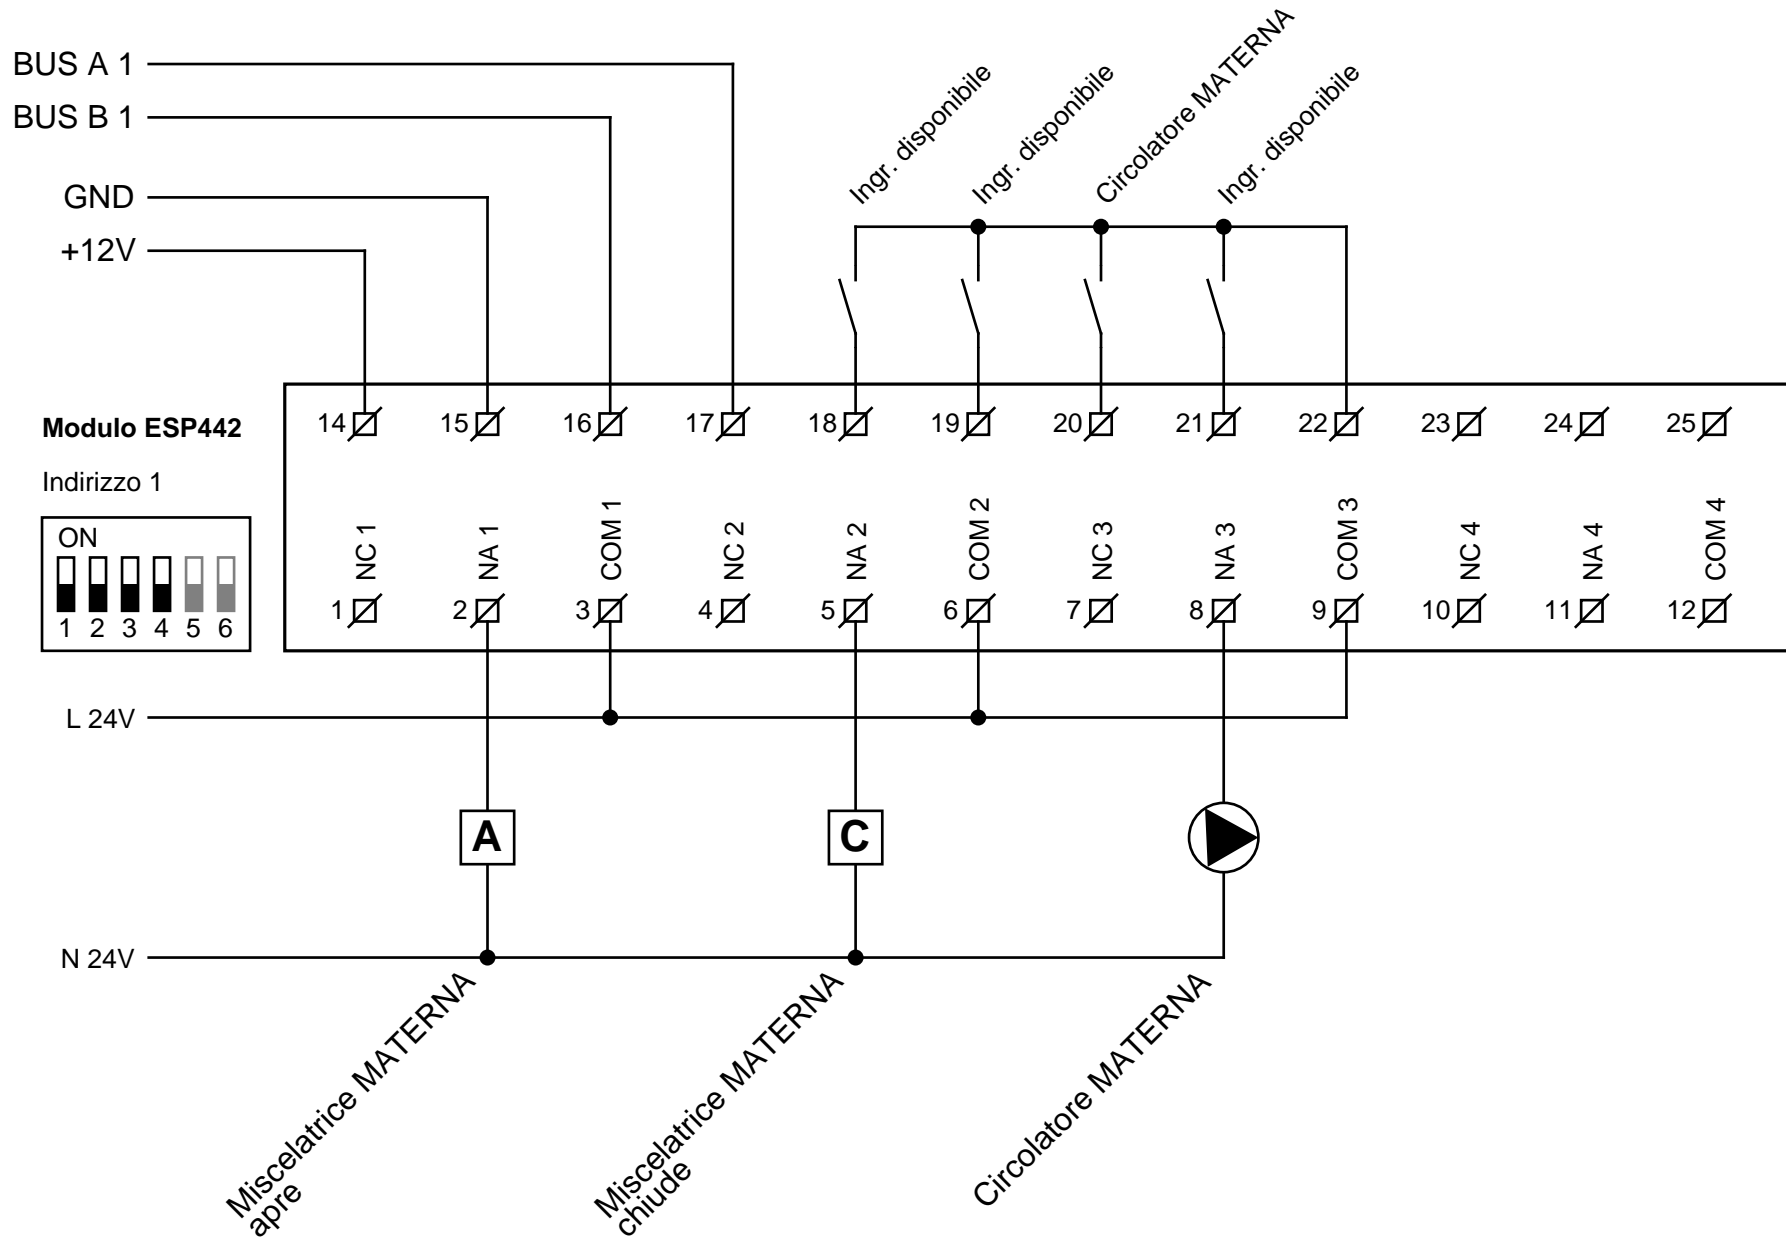 BUS A 1
BUS B 1
GND
+12V
Ingr. disponibile
Ingr. disponibile
Circolatore MATERNA
Ingr. disponibile
Modulo ESP442
Indirizzo 1
ON
1 2 3 4 5 6
14 15 16 17 18 19 20 21 22 23 24 25
NC 1 NA 1 COM 1 NC 2 NA 2 COM 2 NC 3 NA 3 COM 3 NC 4 NA 4 COM 4
1 2 3 4 5 6 7 8 9 10 11 12
L 24V
A C
N 24V
Miscelatrice MATERNA
apre
Miscelatrice MATERNA
chiude
Circolatore MATERNA